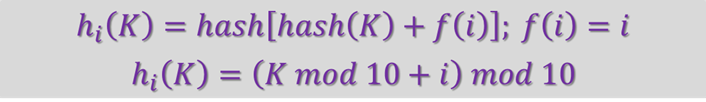 hᵢ(K) = hash[hash(K) + f(i)]; f(i) = i
hᵢ(K) = (K mod 10 + i) mod 10